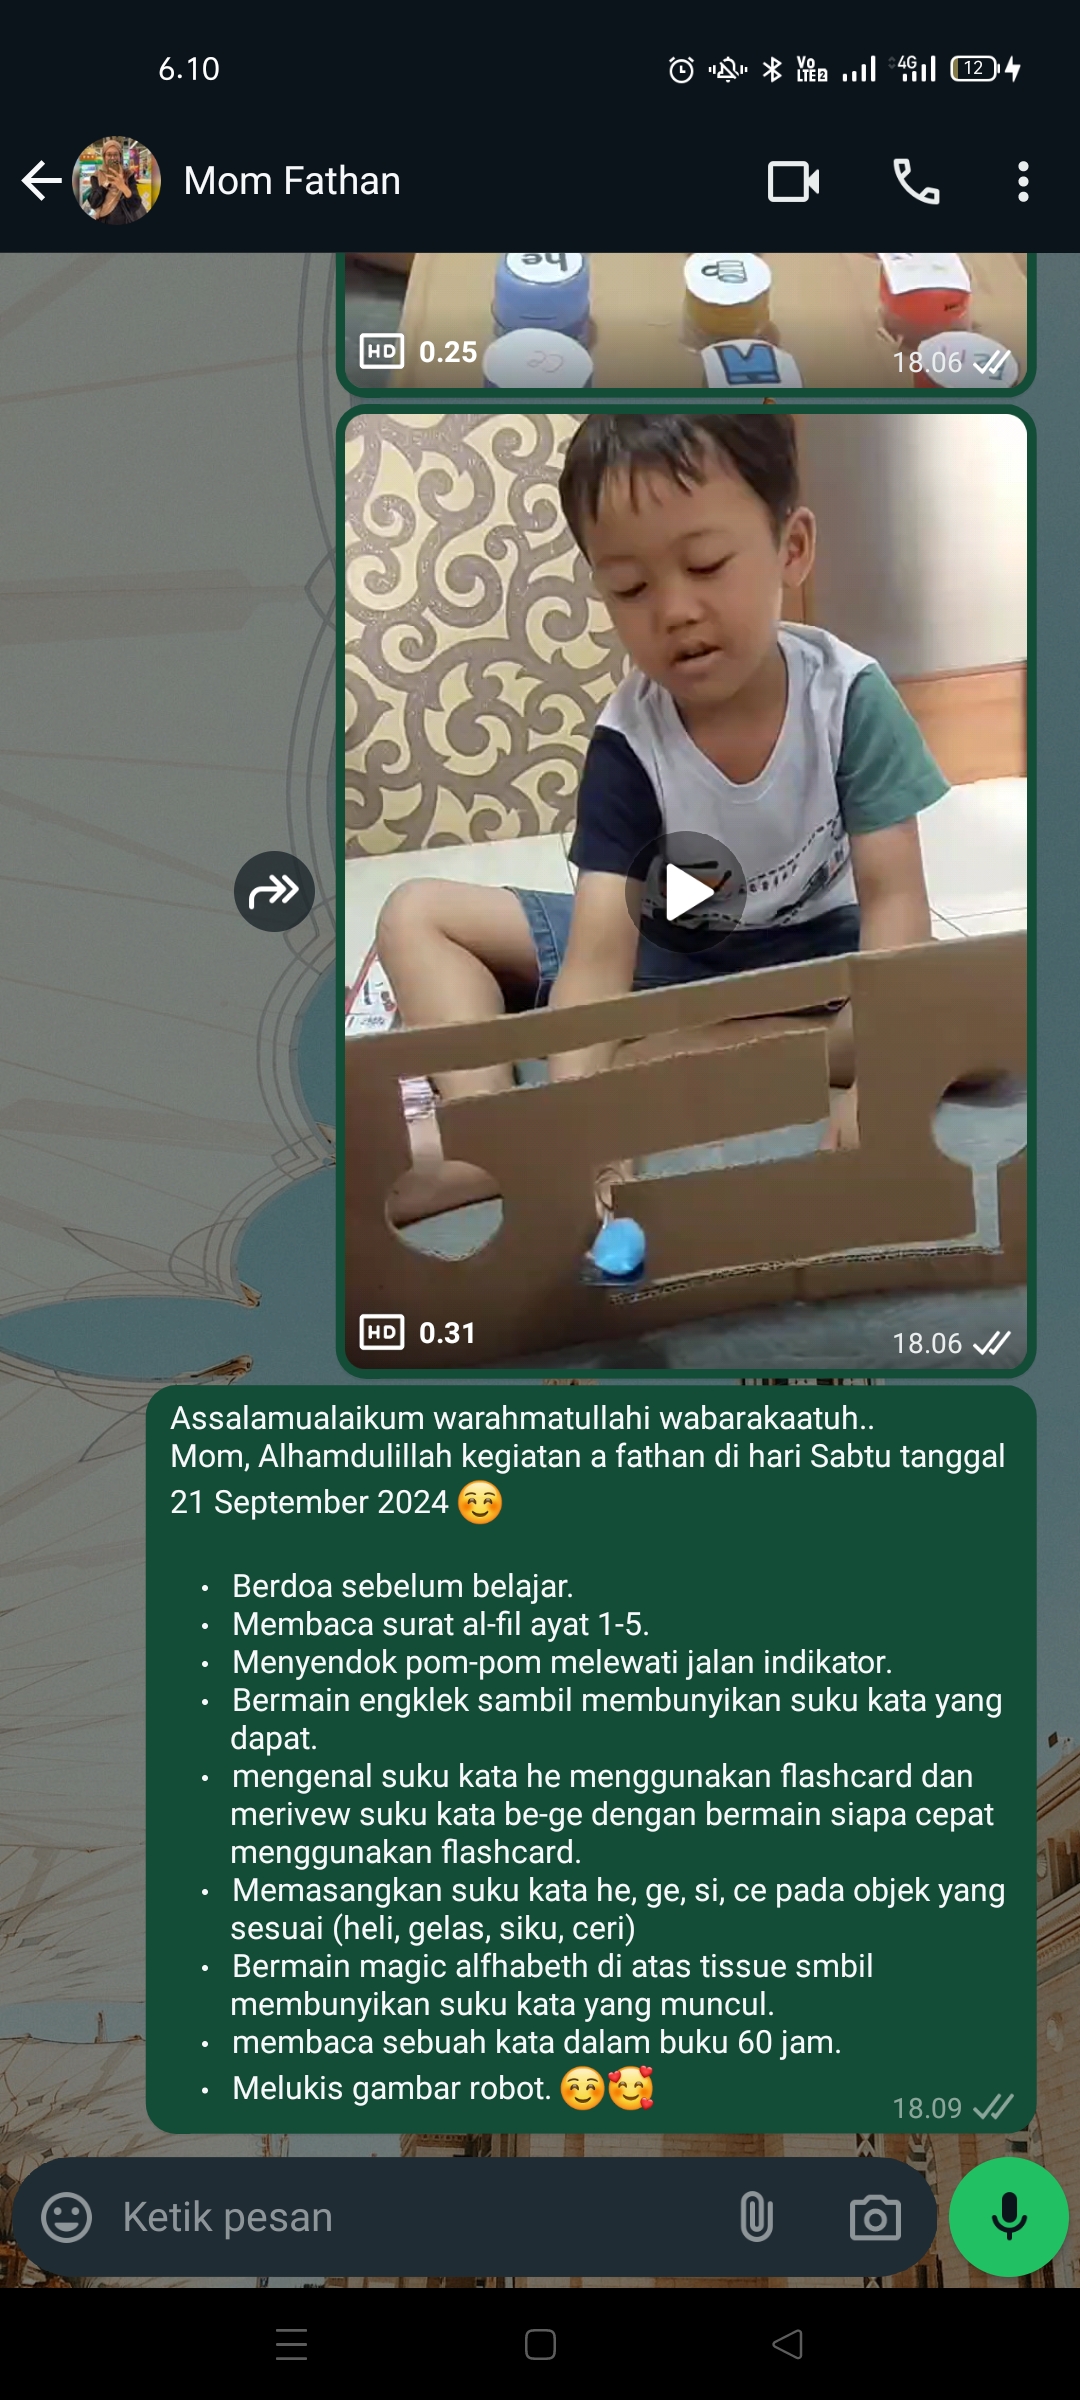 6.10
Vo LTE2
4G
12
Mom Fathan
he
HD 0.25
18.06
HD 0.31
18.06
Assalamualaikum warahmatullahi wabarakaatuh..
Mom, Alhamdulillah kegiatan a fathan di hari Sabtu tanggal
21 September 2024
• Berdoa sebelum belajar.
• Membaca surat al-fil ayat 1-5.
• Menyendok pom-pom melewati jalan indikator.
• Bermain engklek sambil membunyikan suku kata yang
dapat.
• mengenal suku kata he menggunakan flashcard dan
merivew suku kata be-ge dengan bermain siapa cepat
menggunakan flashcard.
• Memasangkan suku kata he, ge, si, ce pada objek yang
sesuai (heli, gelas, siku, ceri)
• Bermain magic alfhabeth di atas tissue smbil
membunyikan suku kata yang muncul.
• membaca sebuah kata dalam buku 60 jam.
• Melukis gambar robot.
18.09
Ketik pesan